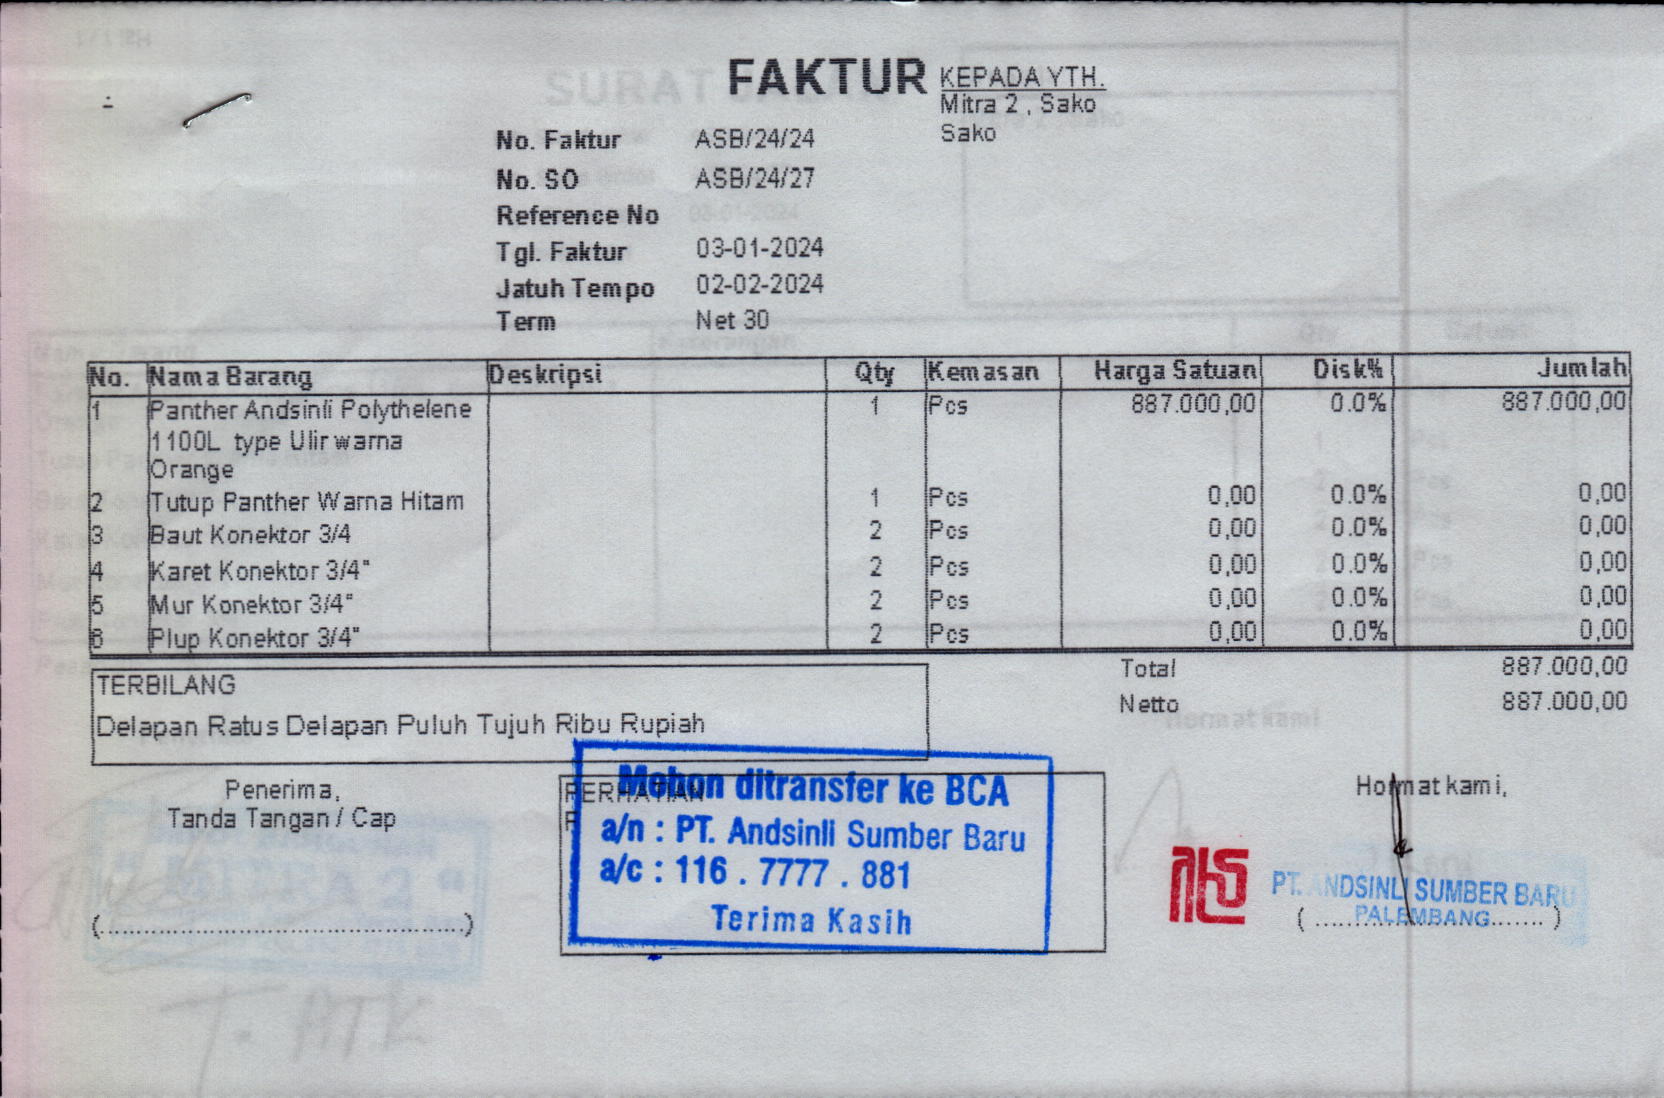 FAKTUR
KEPADA YTH.
Mitra 2 , Sako
Sako
No. Faktur ASB/24/24
No. SO ASB/24/27
Reference No
Tgl. Faktur 03-01-2024
Jatuh Tempo 02-02-2024
Term Net 30
No. Nama Barang Deskripsi Qty Kemasan Harga Satuan Disk% Jumlah
1 Panther Andsinli Polythelene 1 Pcs 887.000,00 0.0% 887.000,00
1100L type Ulir warna
Orange
2 Tutup Panther Warna Hitam 1 Pcs 0,00 0.0% 0,00
3 Baut Konektor 3/4 2 Pcs 0,00 0.0% 0,00
4 Karet Konektor 3/4" 2 Pcs 0,00 0.0% 0,00
5 Mur Konektor 3/4" 2 Pcs 0,00 0.0% 0,00
6 Plup Konektor 3/4" 2 Pcs 0,00 0.0% 0,00
Total 887.000,00
Netto 887.000,00
TERBILANG
Delapan Ratus Delapan Puluh Tujuh Ribu Rupiah
Penerima,
Tanda Tangan / Cap
(.......................................)
PERHATIAN
Mohon ditransfer ke BCA
a/n : PT. Andsinli Sumber Baru
a/c : 116 . 7777 . 881
Terima Kasih
Hormat kami,
PT. ANDSINLI SUMBER BARU
PALEMBANG